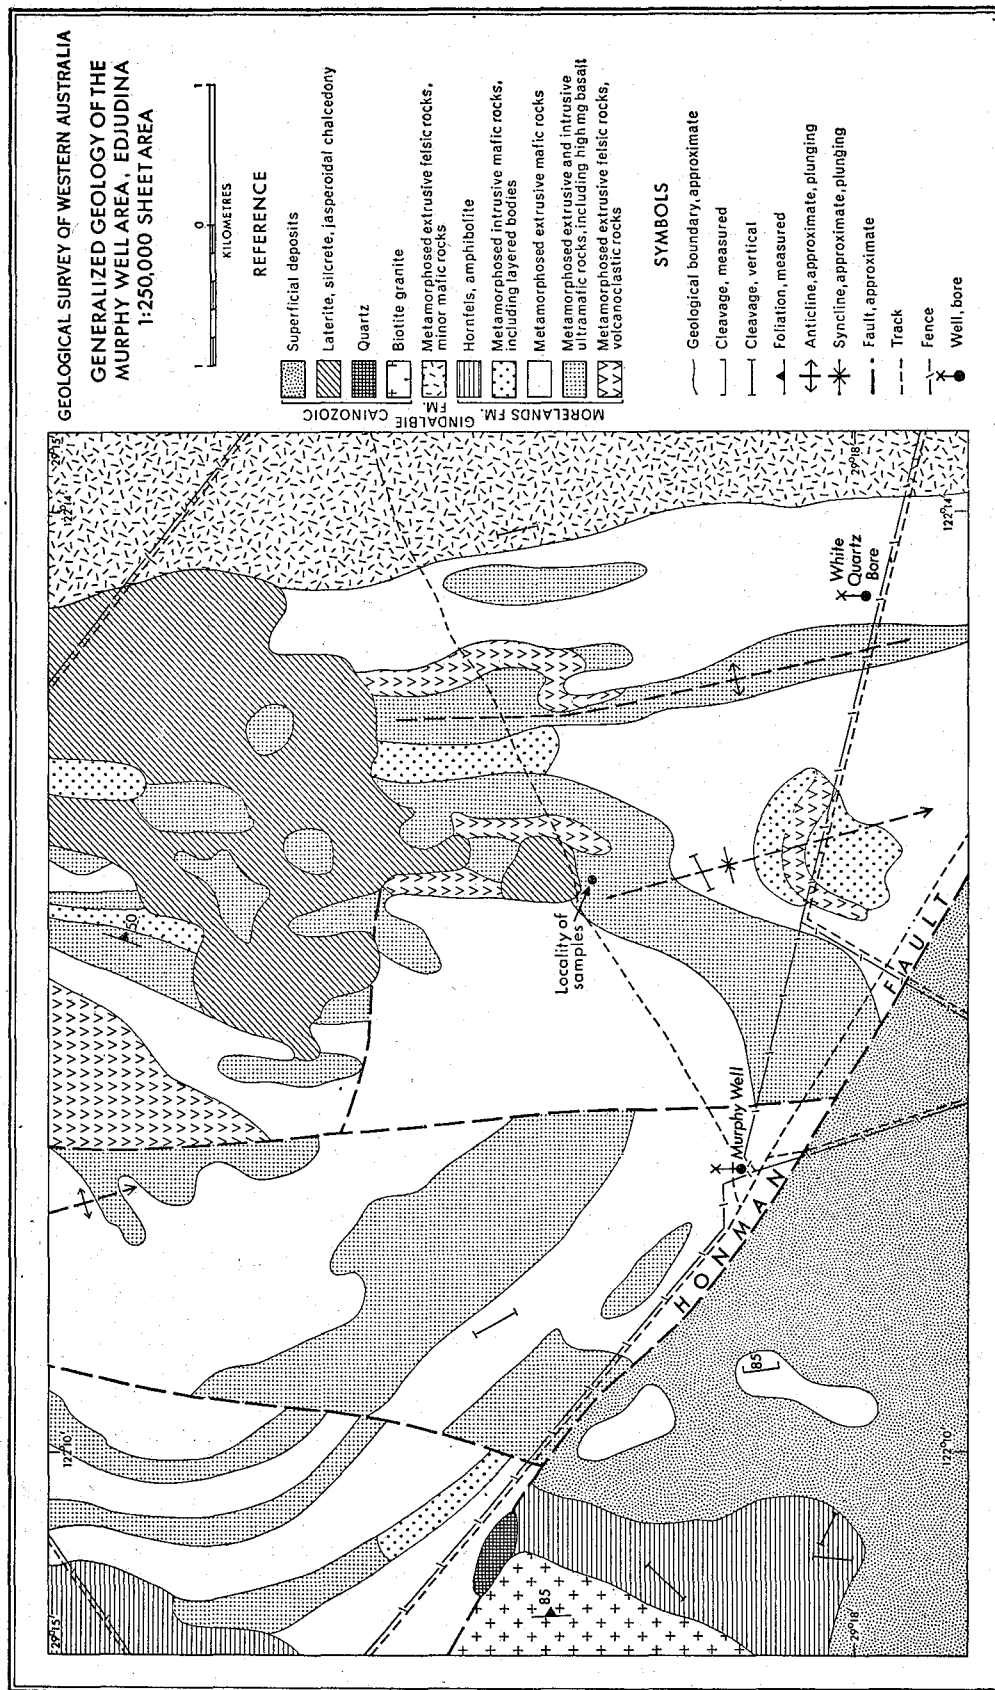 GEOLOGICAL SURVEY OF WESTERN AUSTRALIA
GENERALIZED GEOLOGY OF THE
MURPHY WELL AREA, EDJUDINA
1:250,000 SHEET AREA
1 0 1
KILOMETRES
REFERENCE
Superficial deposits
Laterite, silcrete, jasperoidal chalcedony
Quartz
Biotite granite
Metamorphosed extrusive felsic rocks,
minor mafic rocks
Hornfels, amphibolite
Metamorphosed intrusive mafic rocks,
including layered bodies
Metamorphosed extrusive mafic rocks
Metamorphosed extrusive and intrusive
ultramafic rocks, including high mg basalt
Metamorphosed extrusive felsic rocks,
volcanoclastic rocks
CAINOZOIC
GINDALBIE
FM.
MORELANDS FM.
SYMBOLS
Geological boundary, approximate
Cleavage, measured
Cleavage, vertical
Foliation, measured
Anticline, approximate, plunging
Syncline, approximate, plunging
Fault, approximate
Track
Fence
Well, bore
29°15'
122°10'
122°14'
29°15'
50
Locality of
samples
Murphy Well
White
Quartz
Bore
HONMAN FAULT
85
85
29°18'
122°10'
122°14'
29°18'